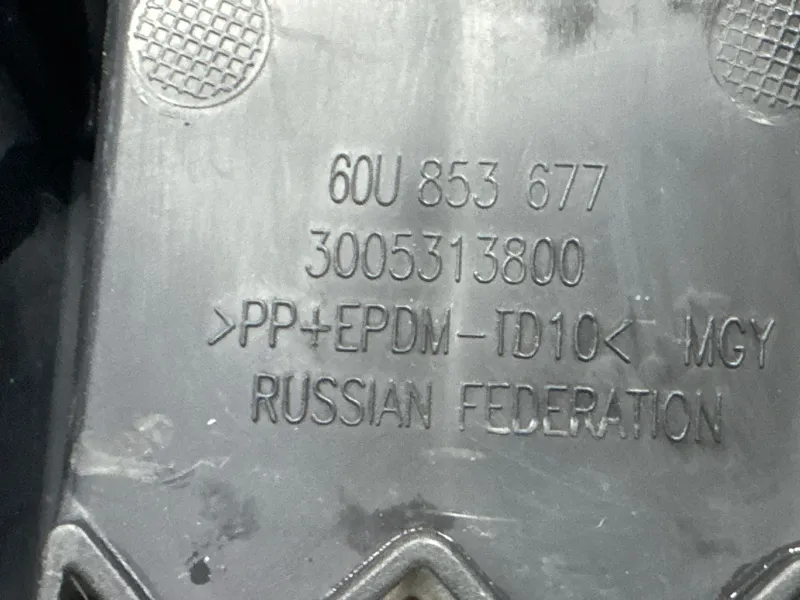 60U 853 677
3005313800
>PP+EPDM-TD10< MGY
RUSSIAN FEDERATION